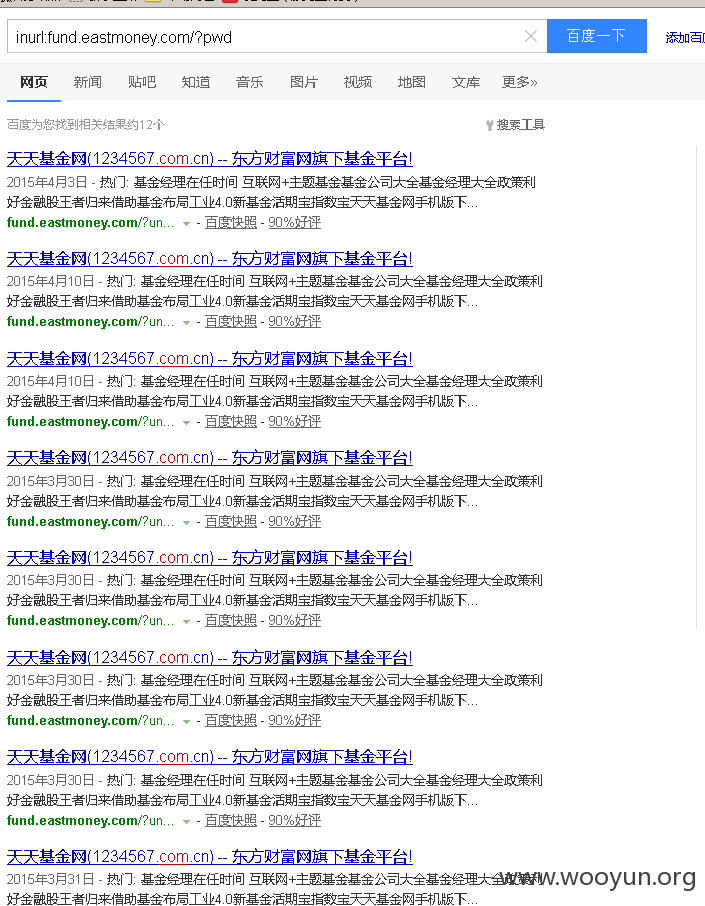 inurl:fund.eastmoney.com/?pwd
百度一下
添加百度
网页 新闻 贴吧 知道 音乐 图片 视频 地图 文库 更多»
百度为您找到相关结果约12个
搜索工具
天天基金网(1234567.com.cn) -- 东方财富网旗下基金平台!
2015年4月3日 - 热门: 基金经理在任时间 互联网+主题基金基金公司大全基金经理大全政策利
好金融股王者归来借助基金布局工业4.0新基金活期宝指数宝天天基金网手机版下...
fund.eastmoney.com/?un... - 百度快照 - 90%好评
天天基金网(1234567.com.cn) -- 东方财富网旗下基金平台!
2015年4月10日 - 热门: 基金经理在任时间 互联网+主题基金基金公司大全基金经理大全政策利
好金融股王者归来借助基金布局工业4.0新基金活期宝指数宝天天基金网手机版下...
fund.eastmoney.com/?un... - 百度快照 - 90%好评
天天基金网(1234567.com.cn) -- 东方财富网旗下基金平台!
2015年4月10日 - 热门: 基金经理在任时间 互联网+主题基金基金公司大全基金经理大全政策利
好金融股王者归来借助基金布局工业4.0新基金活期宝指数宝天天基金网手机版下...
fund.eastmoney.com/?un... - 百度快照 - 90%好评
天天基金网(1234567.com.cn) -- 东方财富网旗下基金平台!
2015年3月30日 - 热门: 基金经理在任时间 互联网+主题基金基金公司大全基金经理大全政策利
好金融股王者归来借助基金布局工业4.0新基金活期宝指数宝天天基金网手机版下...
fund.eastmoney.com/?un... - 百度快照 - 90%好评
天天基金网(1234567.com.cn) -- 东方财富网旗下基金平台!
2015年3月30日 - 热门: 基金经理在任时间 互联网+主题基金基金公司大全基金经理大全政策利
好金融股王者归来借助基金布局工业4.0新基金活期宝指数宝天天基金网手机版下...
fund.eastmoney.com/?un... - 百度快照 - 90%好评
天天基金网(1234567.com.cn) -- 东方财富网旗下基金平台!
2015年3月30日 - 热门: 基金经理在任时间 互联网+主题基金基金公司大全基金经理大全政策利
好金融股王者归来借助基金布局工业4.0新基金活期宝指数宝天天基金网手机版下...
fund.eastmoney.com/?un... - 百度快照 - 90%好评
天天基金网(1234567.com.cn) -- 东方财富网旗下基金平台!
2015年3月30日 - 热门: 基金经理在任时间 互联网+主题基金基金公司大全基金经理大全政策利
好金融股王者归来借助基金布局工业4.0新基金活期宝指数宝天天基金网手机版下...
fund.eastmoney.com/?un... - 百度快照 - 90%好评
天天基金网(1234567.com.cn) -- 东方财富网旗下基金平台!
2015年3月31日 - 热门: 基金经理在任时间 互联网+主题基金基金公司大全基金经理大全政策利
www.wooyun.org
好金融股王者归来借助基金布局工业4.0新基金活期宝指数宝天天基金网手机版下...